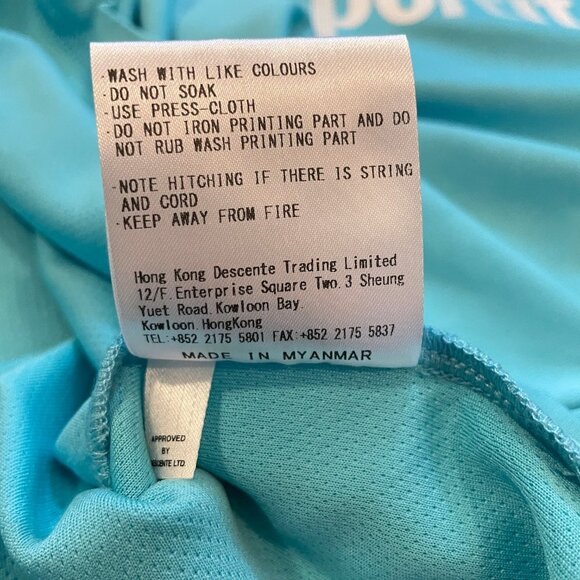 ·WASH WITH LIKE COLOURS
·DO NOT SOAK
·USE PRESS-CLOTH
·DO NOT IRON PRINTING PART AND DO
NOT RUB WASH PRINTING PART
·NOTE HITCHING IF THERE IS STRING
AND CORD
·KEEP AWAY FROM FIRE
Hong Kong Descente Trading Limited
12/F. Enterprise Square Two. 3 Sheung
Yuet Road. Kowloon Bay.
Kowloon. HongKong
TEL:+852 2175 5801 FAX:+852 2175 5837
MADE IN MYANMAR
APPROVED
BY
LTD.